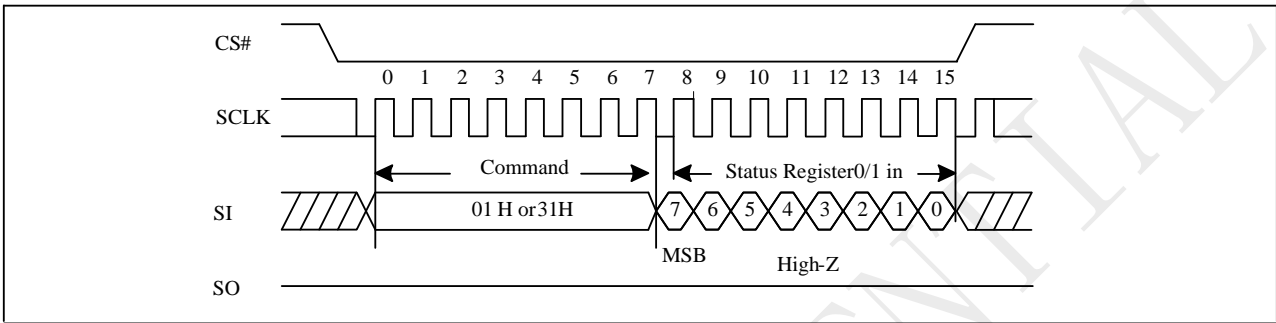 CS#
0 1 2 3 4 5 6 7 8 9 10 11 12 13 14 15
SCLK
Command
Status Register0/1 in
SI
01 H or31H
7 6 5 4 3 2 1 0
MSB
High-Z
SO